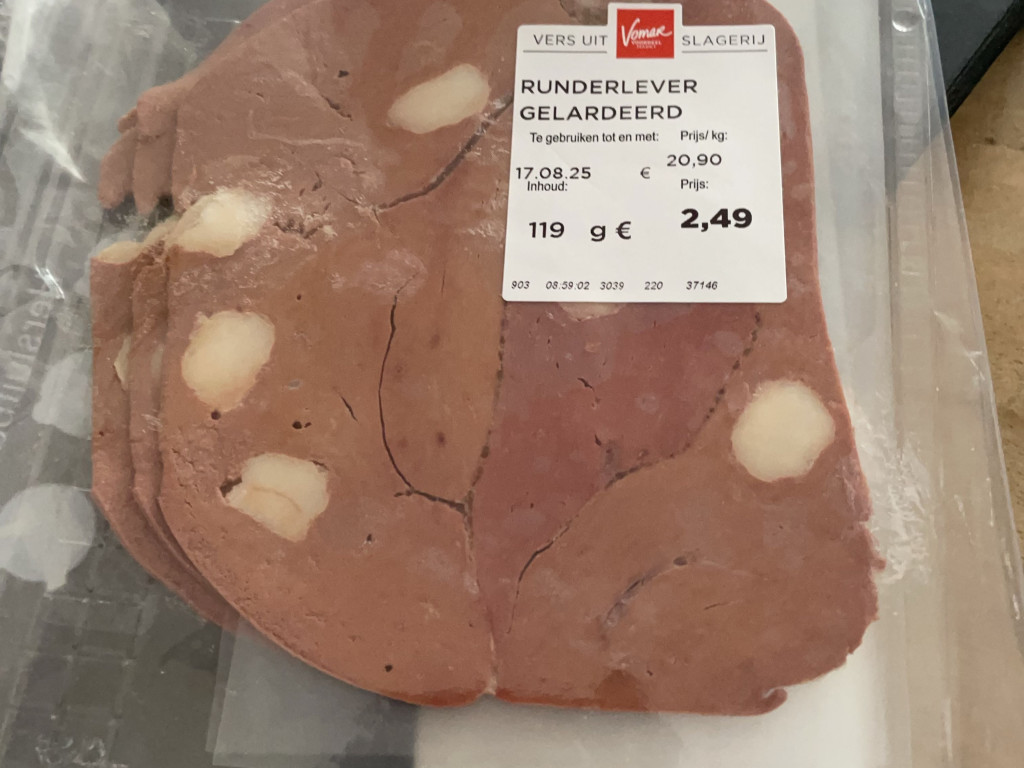 VERS UIT Vomar SLAGERIJ
RUNDERLEVER
GELARDEERD
Te gebruiken tot en met: Prijs/ kg:
17.08.25 € 20,90
Inhoud: Prijs:
119 g € 2,49
903 08:59:02 3039 220 37146